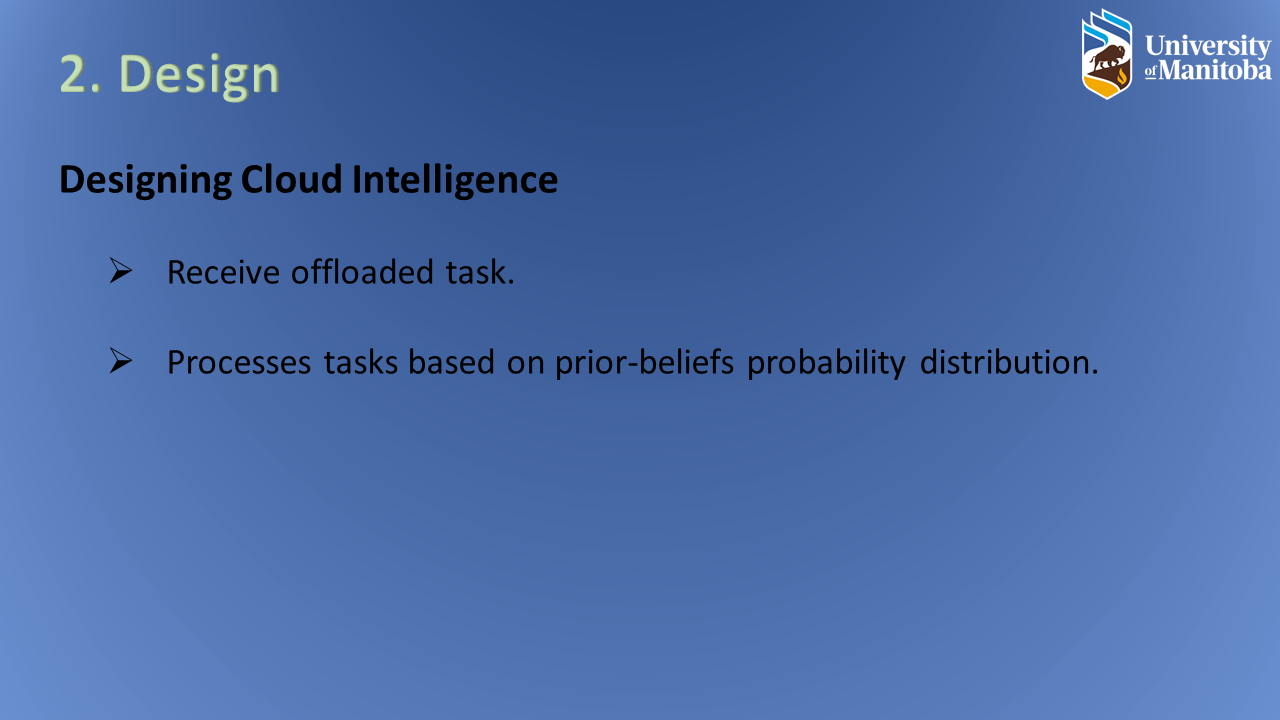 2. Design
University
of Manitoba
Designing Cloud Intelligence
➢ Receive offloaded task.
➢ Processes tasks based on prior-beliefs probability distribution.